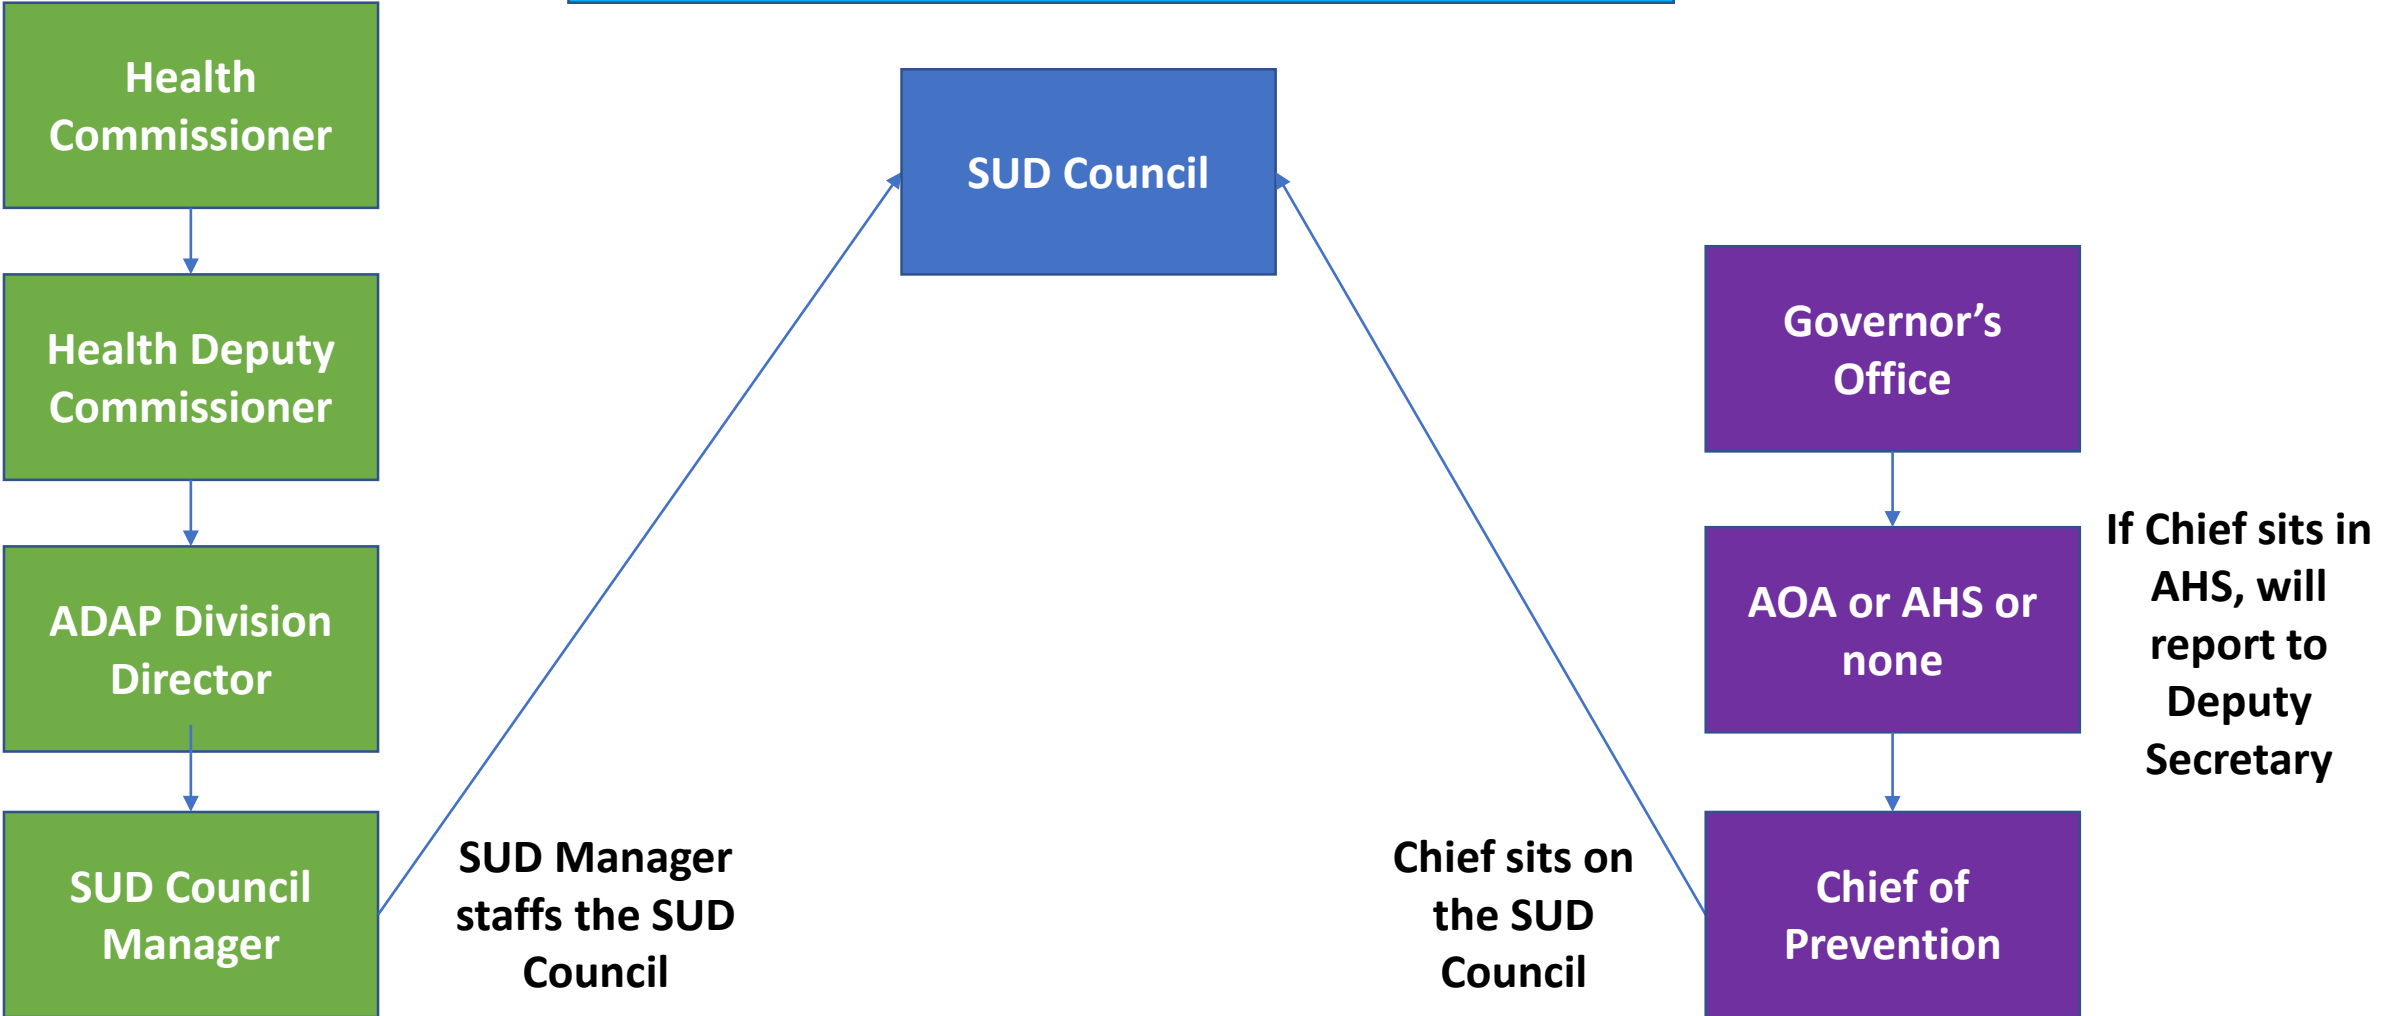 Health
Commissioner
Health Deputy
Commissioner
ADAP Division
Director
SUD Council
Manager
SUD Manager
staffs the SUD
Council
SUD Council
Chief sits on
the SUD
Council
Governor’s
Office
AOA or AHS or
none
Chief of
Prevention
If Chief sits in
AHS, will
report to
Deputy
Secretary